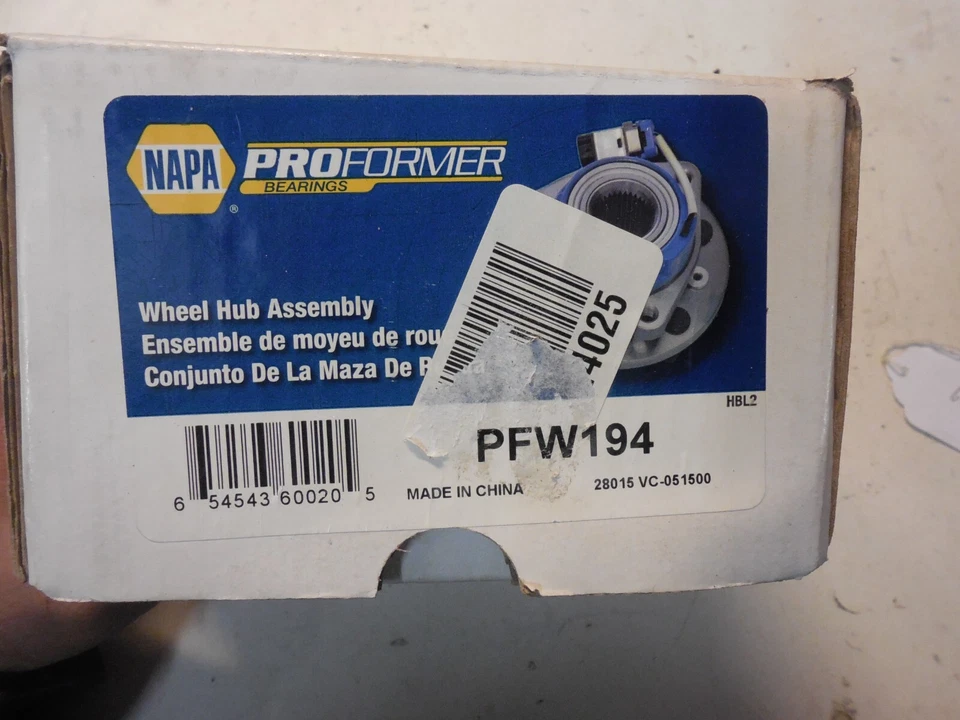 NAPA
®
PROFORMER
BEARINGS
Wheel Hub Assembly
Ensemble de moyeu de rou
Conjunto De La Maza De R
4025
HBL2
PFW194
6 54543 60020 5
MADE IN CHINA
28015 VC-051500